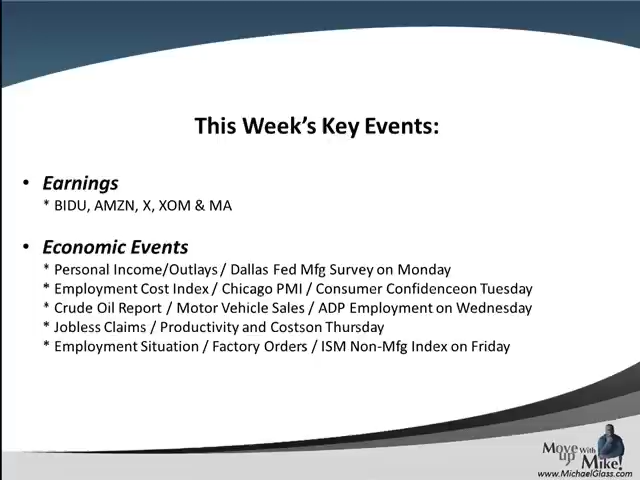 This Week's Key Events:
• Earnings
* BIDU, AMZN, X, XOM & MA
• Economic Events
* Personal Income/Outlays / Dallas Fed Mfg Survey on Monday
* Employment Cost Index / Chicago PMI / Consumer Confidenceon Tuesday
* Crude Oil Report / Motor Vehicle Sales / ADP Employment on Wednesday
* Jobless Claims / Productivity and Costson Thursday
* Employment Situation / Factory Orders / ISM Non-Mfg Index on Friday
Move up With Mike!
www.MichaelGlass.com